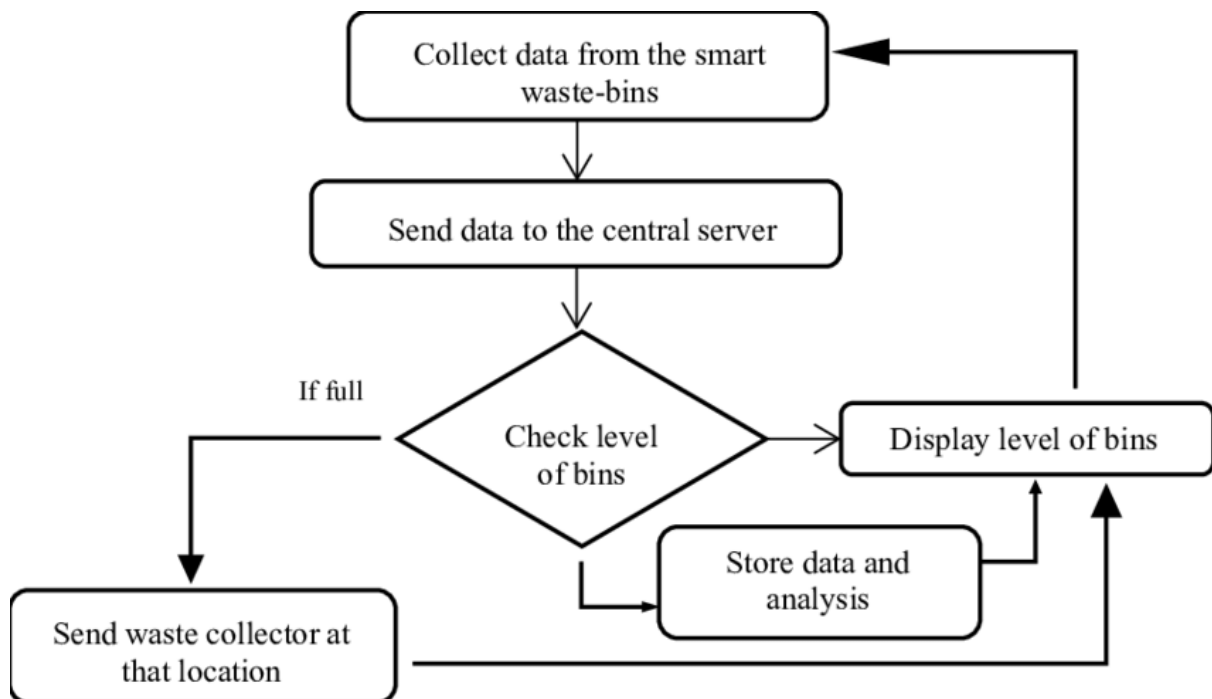 Collect data from the smart
waste-bins
Send data to the central server
If full
Check level
of bins
Display level of bins
Store data and
analysis
Send waste collector at
that location